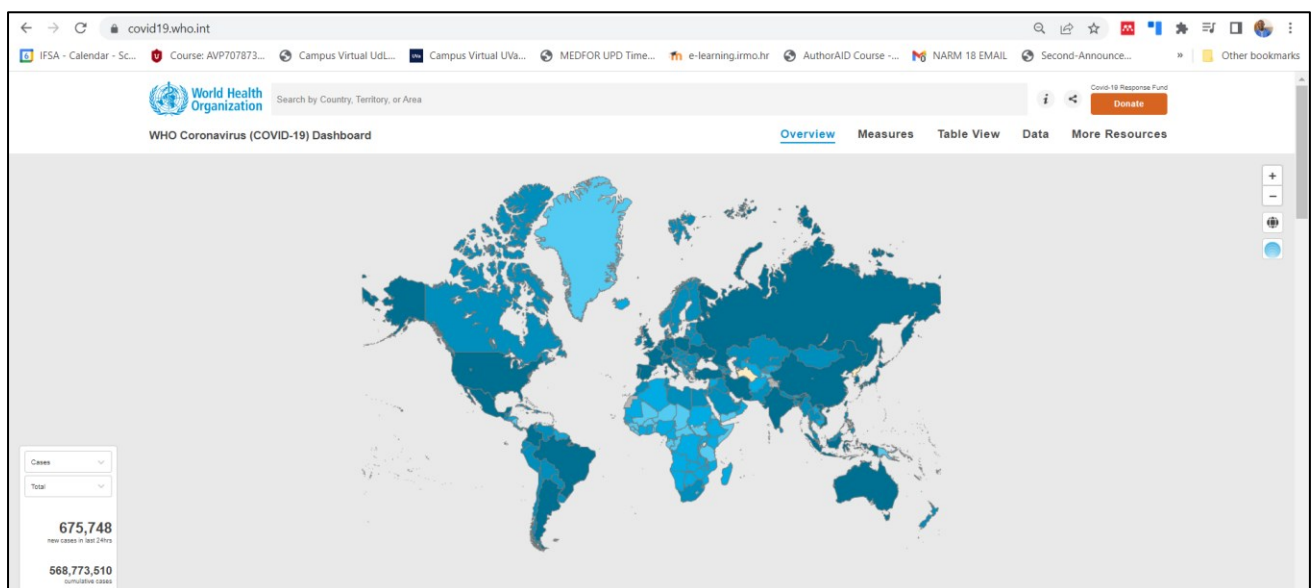 covid19.who.int
IFSA - Calendar - Sc... Course: AVP707873... Campus Virtual UdL... Campus Virtual UVa... MEDFOR UPD Time... e-learning.irmo.hr AuthorAID Course -... NARM 18 EMAIL Second-Announce... » Other bookmarks
World Health
Organization
Search by Country, Territory, or Area
Covid-19 Response Fund
Donate
WHO Coronavirus (COVID-19) Dashboard
Overview Measures Table View Data More Resources
+
−
Cases
Total
675,748
new cases in last 24hrs
568,773,510
cumulative cases